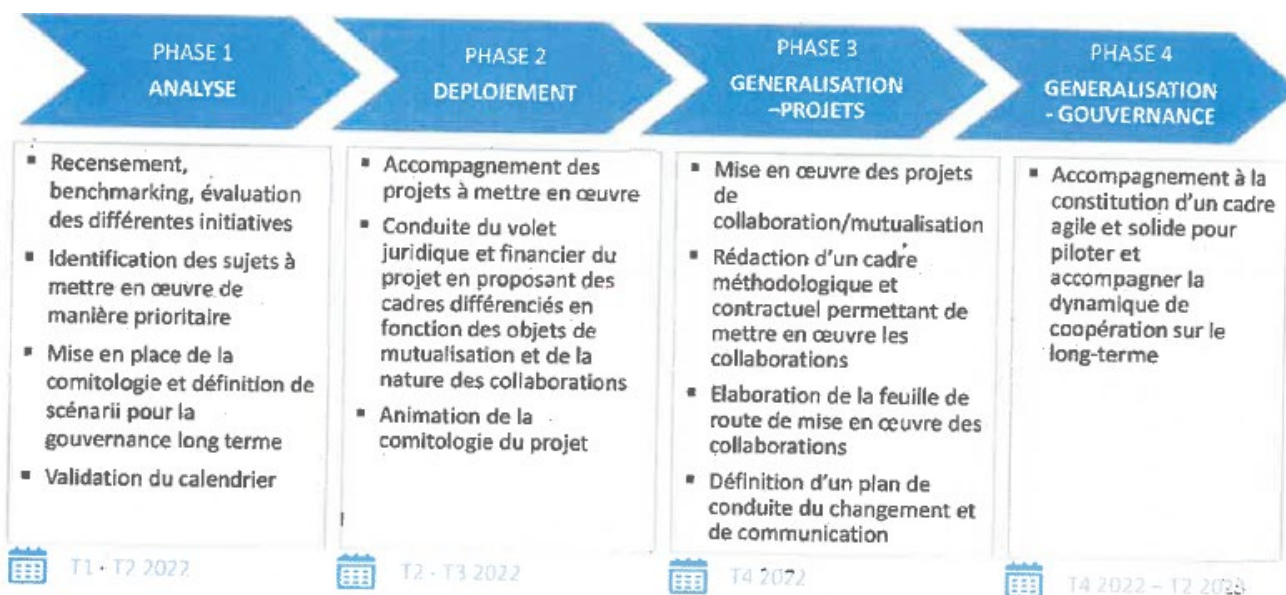 PHASE 1
ANALYSE
▪ Recensement,
benchmarking, évaluation
des différentes initiatives
▪ Identification des sujets à
mettre en œuvre de
manière prioritaire
▪ Mise en place de la
comitologie et définition de
scénarii pour la
gouvernance long terme
▪ Validation du calendrier
T1 - T2 2022
PHASE 2
DEPLOIEMENT
▪ Accompagnement des
projets à mettre en œuvre
▪ Conduite du volet
juridique et financier du
projet en proposant des
cadres différenciés en
fonction des objets de
mutualisation et de la
nature des collaborations
▪ Animation de la
comitologie du projet
T2 - T3 2022
PHASE 3
GENERALISATION
–PROJETS
▪ Mise en œuvre des projets
de
collaboration/mutualisation
▪ Rédaction d'un cadre
méthodologique et
contractuel permettant de
mettre en œuvre les
collaborations
▪ Elaboration de la feuille de
route de mise en œuvre des
collaborations
▪ Définition d'un plan de
conduite du changement et
de communication
T4 2022
PHASE 4
GENERALISATION
- GOUVERNANCE
▪ Accompagnement à la
constitution d'un cadre
agile et solide pour
piloter et
accompagner la
dynamique de
coopération sur le
long-terme
T4 2022 – T2